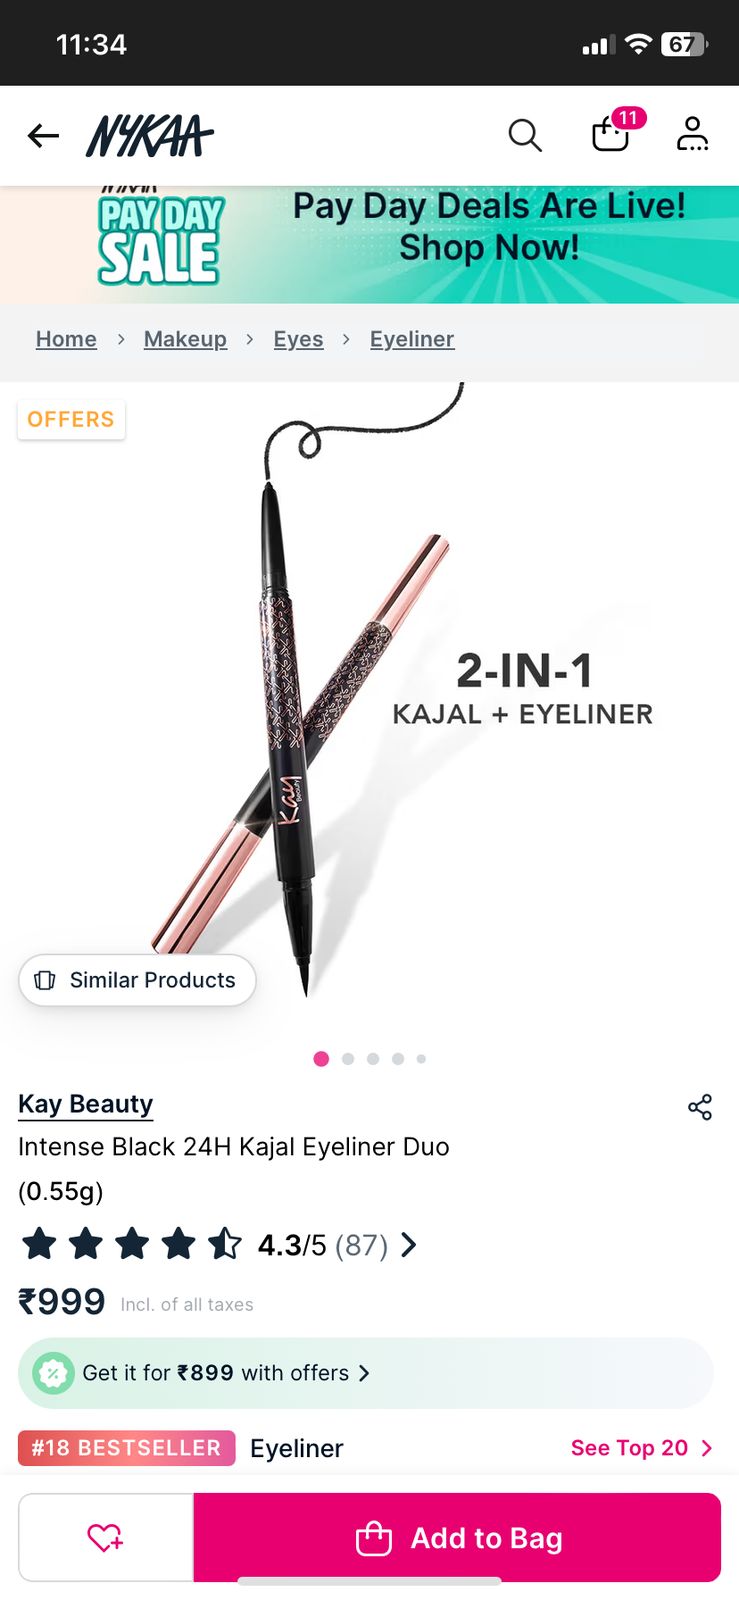 11:34
67
NYKAA
11
NYKAA
PAY DAY
SALE
Pay Day Deals Are Live!
Shop Now!
Home > Makeup > Eyes > Eyeliner
OFFERS
2-IN-1
KAJAL + EYELINER
Kay
Beauty
Similar Products
Kay Beauty
Intense Black 24H Kajal Eyeliner Duo
(0.55g)
4.3/5 (87)
₹999 Incl. of all taxes
Get it for ₹899 with offers
#18 BESTSELLER Eyeliner See Top 20
Add to Bag